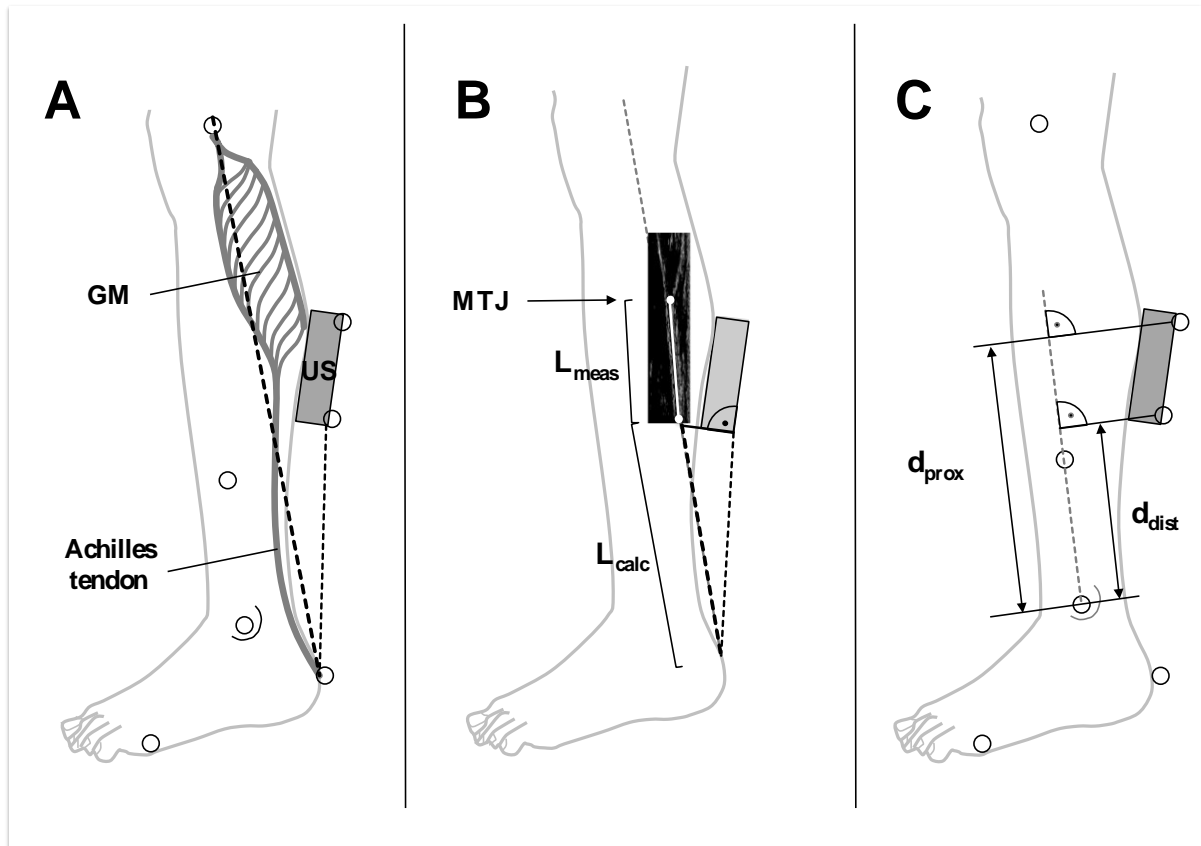 A
GM
US
Achilles
tendon
B
MTJ
Lmeas
Lcalc
C
dprox
ddist